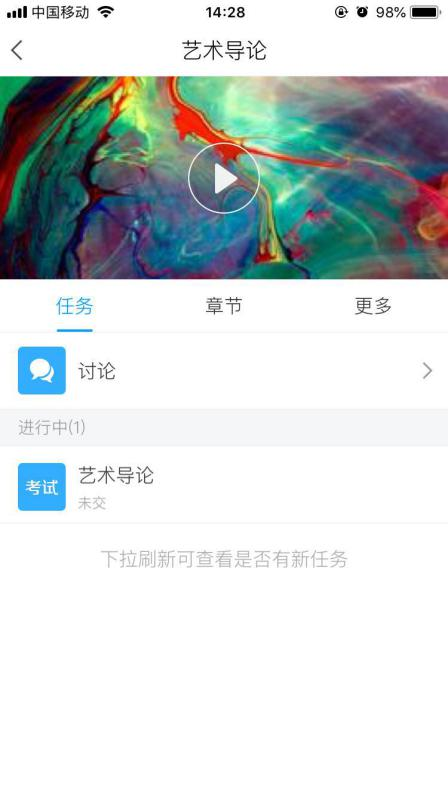 中国移动 14:28 98%
艺术导论
任务 章节 更多
讨论
进行中(1)
考试 艺术导论
未交
下拉刷新可查看是否有新任务